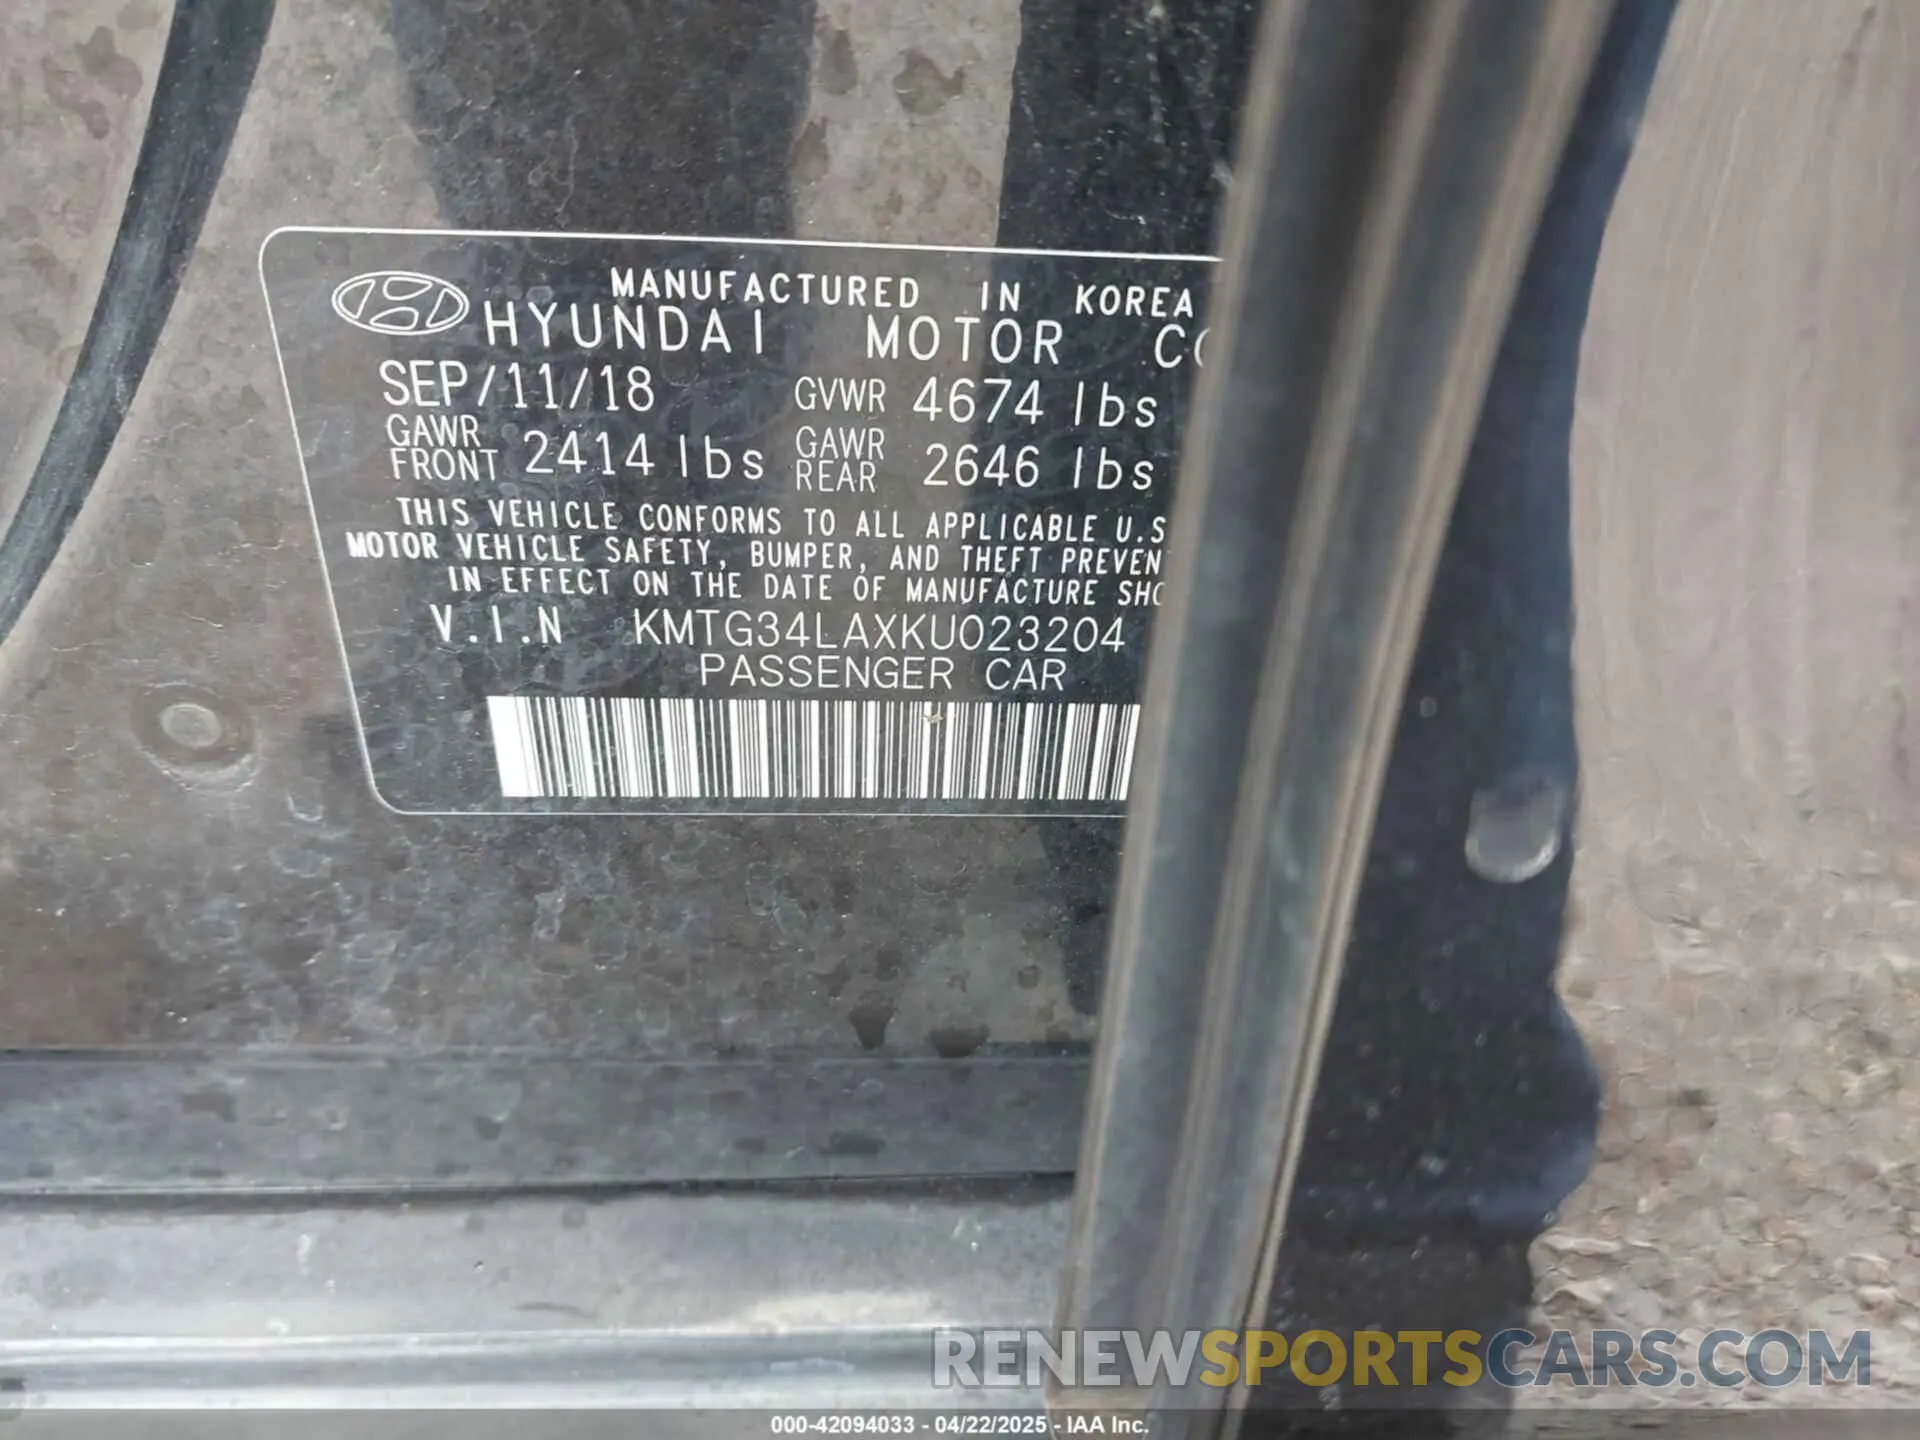 MANUFACTURED IN KOREA
HYUNDAI MOTOR
SEP/11/18 GVWR 4674 lbs
GAWR FRONT 2414 lbs GAWR REAR 2646 lbs
THIS VEHICLE CONFORMS TO ALL APPLICABLE U.S
MOTOR VEHICLE SAFETY, BUMPER, AND THEFT PREVEN
IN EFFECT ON THE DATE OF MANUFACTURE SHO
V.I.N KMTG34LAXKU023204
PASSENGER CAR
RENEWSPORTSCARS.COM
000-42094033 - 04/22/2025 - IAA Inc.